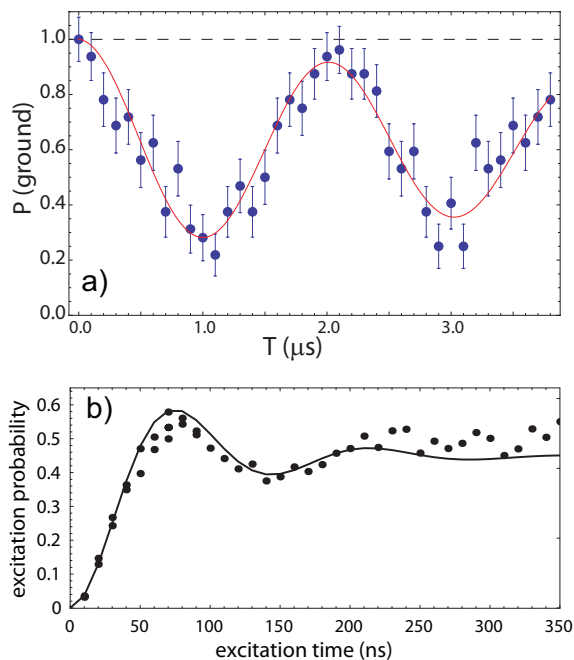 a)
P (ground)
1.0
0.8
0.6
0.4
0.2
0.0
0.0 1.0 2.0 3.0
T (μs)
b)
excitation probability
0.6
0.5
0.4
0.3
0.2
0.1
0
0 50 100 150 200 250 300 350
excitation time (ns)